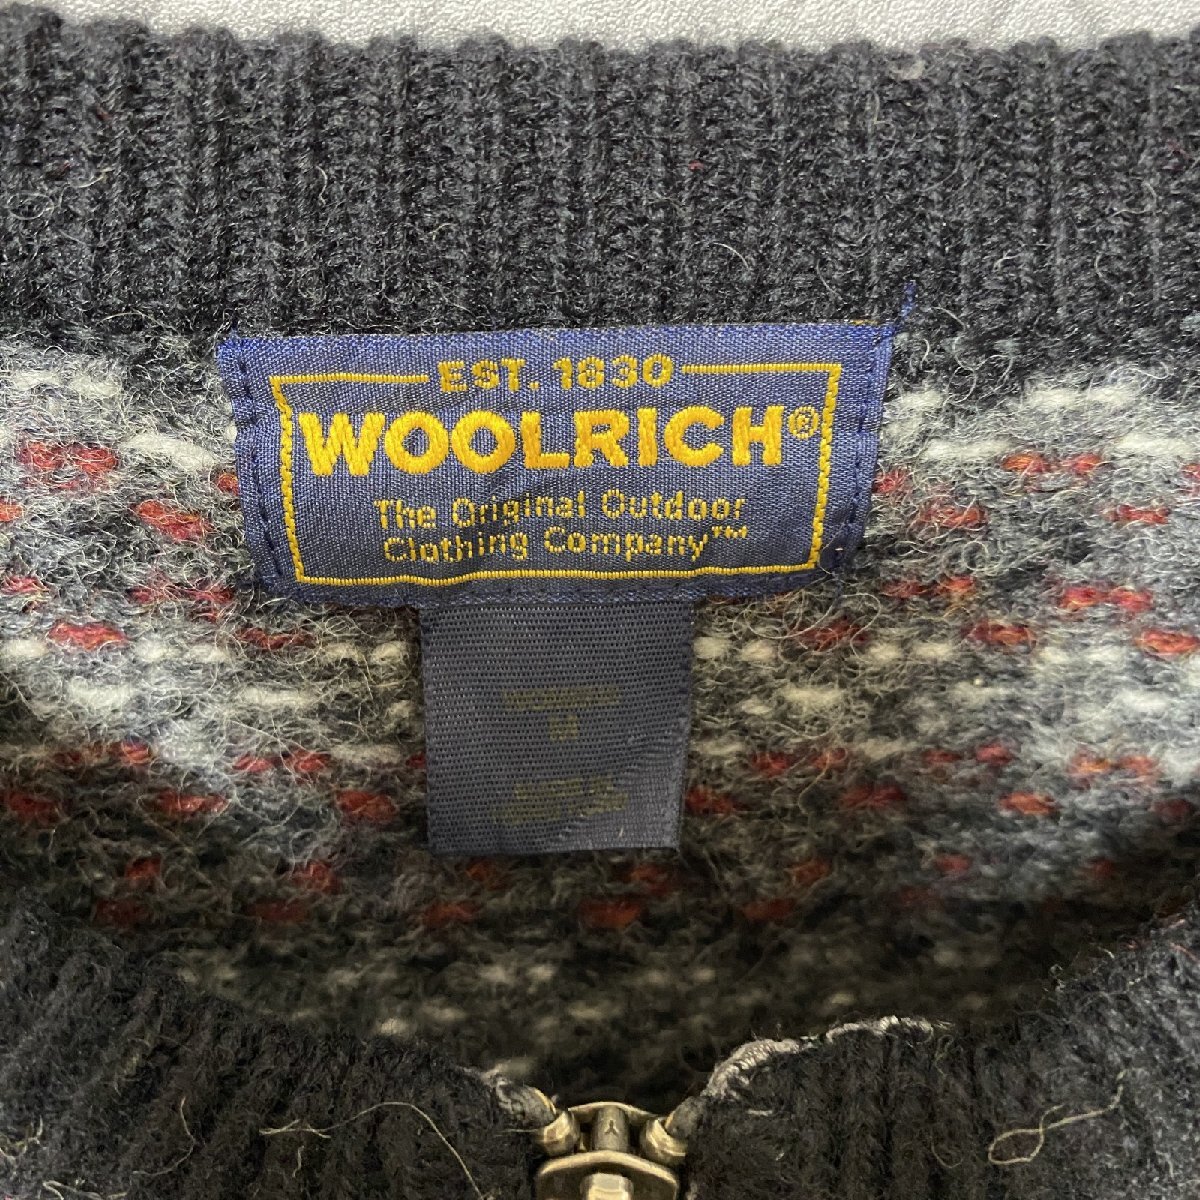 EST. 1830
WOOLRICH®
The Original Outdoor
Clothing Company™
M